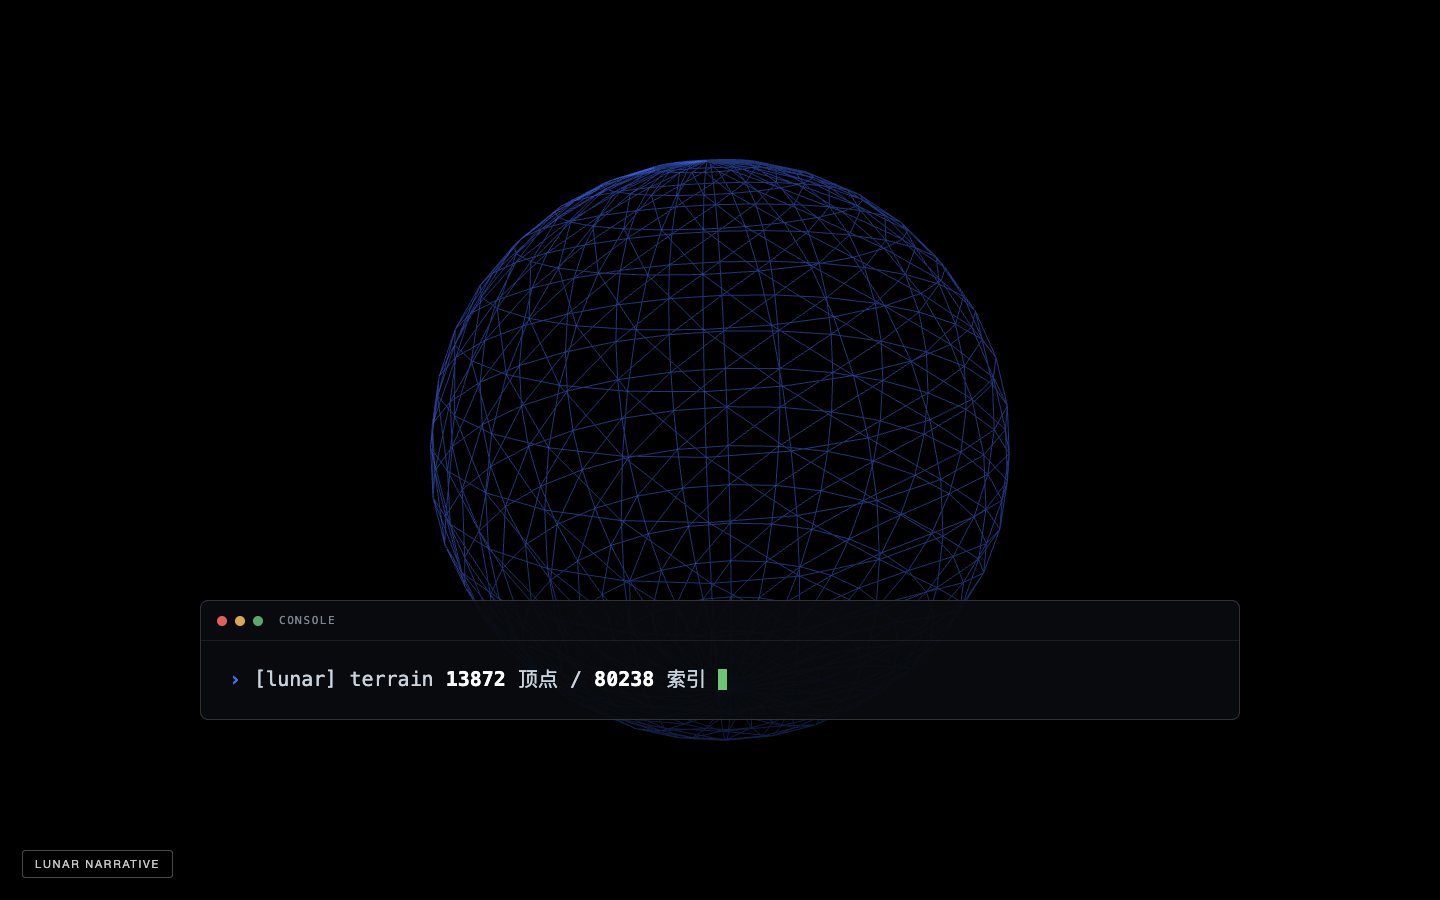 CONSOLE
› [lunar] terrain 13872 顶点 / 80238 索引
LUNAR NARRATIVE